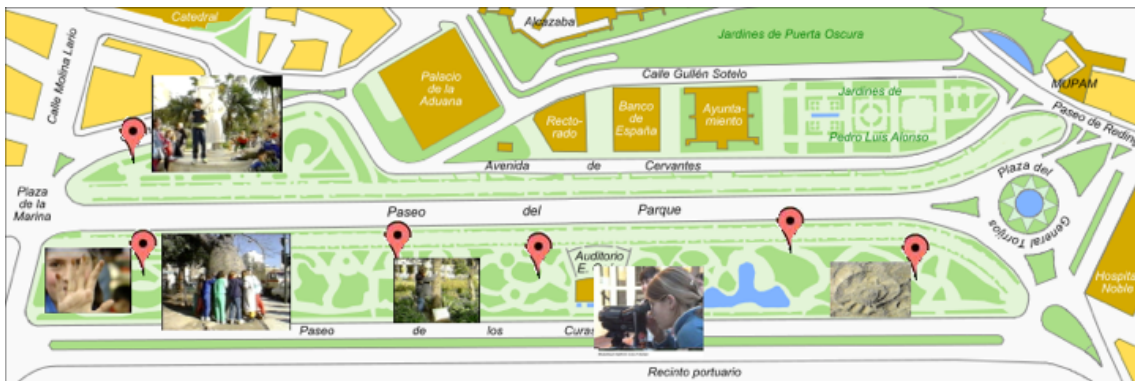 Catedral
Alcazaba
Jardines de Puerta Oscura
Calle Molina Lario
Palacio
de la
Aduana
Calle Gullén Sotelo
MUPAM
Recto-
rado
Banco
de
España
Ayunta-
miento
Jardines de
Pedro Luis Alonso
Paseo de Reding
Avenida de Cervantes
Plaza
de la
Marina
Paseo del Parque
Plaza del
General Torrijos
Auditorio
E.
Hospital
Noble
Paseo de los Curas
Recinto portuario